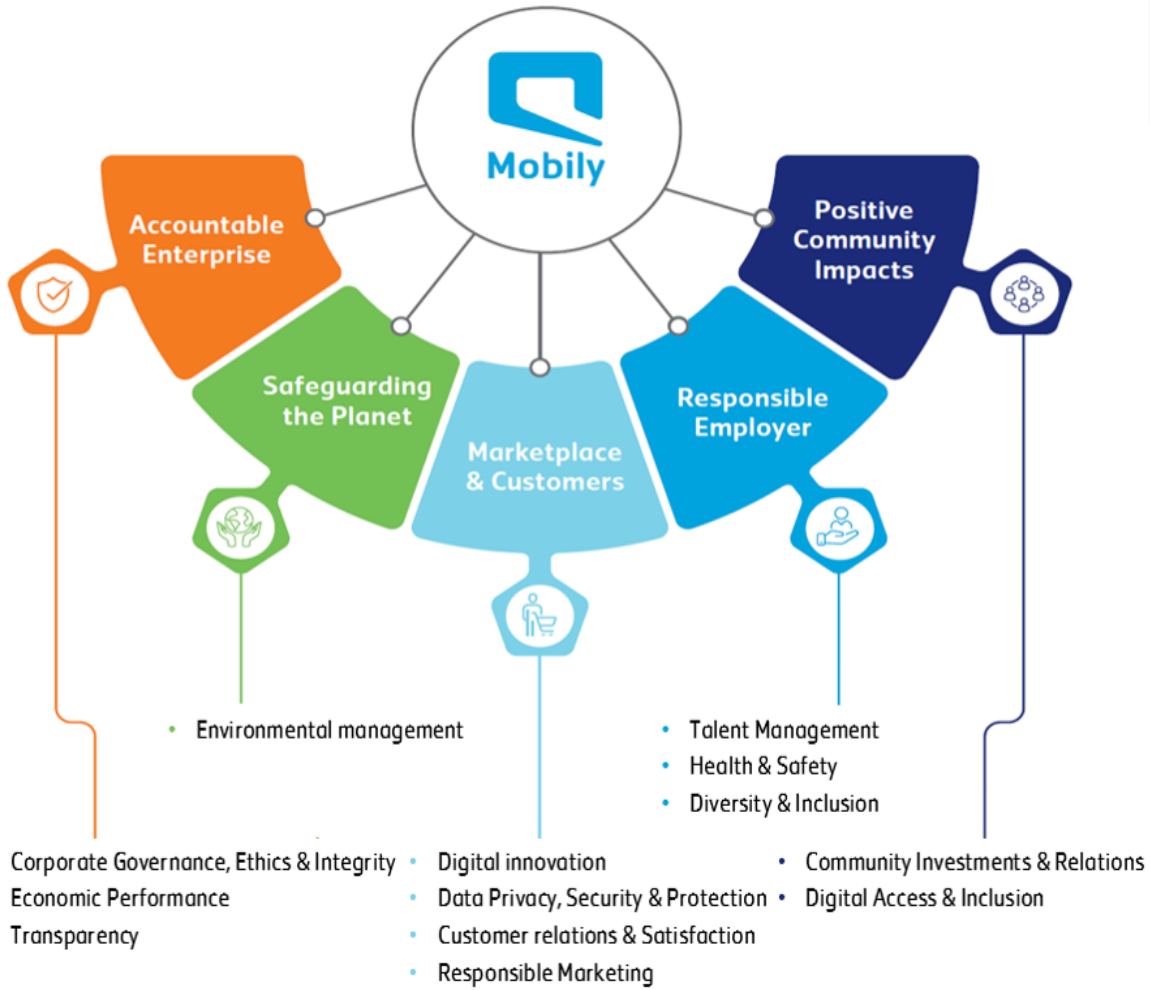 Mobily
Accountable
Enterprise
Safeguarding
the Planet
Marketplace
& Customers
Responsible
Employer
Positive
Community
Impacts
• Environmental management
• Talent Management
• Health & Safety
• Diversity & Inclusion
Corporate Governance, Ethics & Integrity
Economic Performance
Transparency
• Digital innovation
• Data Privacy, Security & Protection
• Customer relations & Satisfaction
• Responsible Marketing
• Community Investments & Relations
• Digital Access & Inclusion